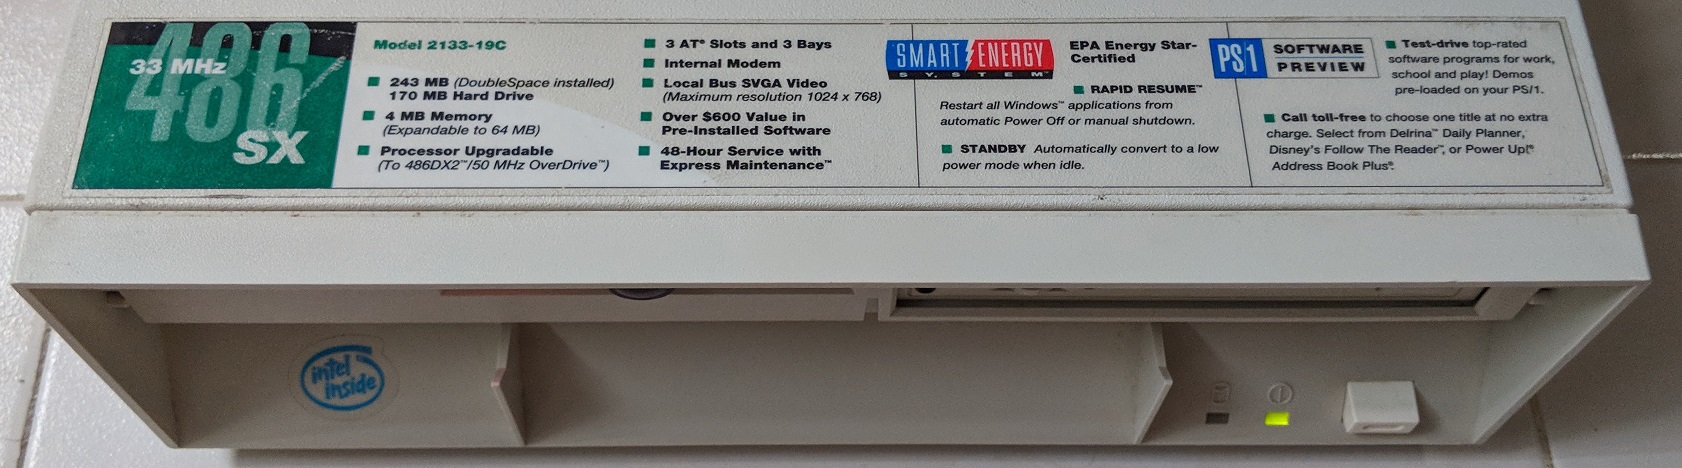 486
33 MHz
SX
Model 2133-19C
243 MB (DoubleSpace installed)
170 MB Hard Drive
4 MB Memory
(Expandable to 64 MB)
Processor Upgradable
(To 486DX2™/50 MHz OverDrive™)
3 AT® Slots and 3 Bays
Internal Modem
Local Bus SVGA Video
(Maximum resolution 1024 x 768)
Over $600 Value in
Pre-Installed Software
48-Hour Service with
Express Maintenance™
SMART ENERGY
SYSTEM™
EPA Energy Star-
Certified
RAPID RESUME™
Restart all Windows™ applications from
automatic Power Off or manual shutdown.
STANDBY Automatically convert to a low
power mode when idle.
PS/1
SOFTWARE
PREVIEW
Test-drive top-rated
software programs for work,
school and play! Demos
pre-loaded on your PS/1.
Call toll-free to choose one title at no extra
charge. Select from Delrina™ Daily Planner,
Disney's Follow The Reader™, or Power Up!®
Address Book Plus®.
intel
inside